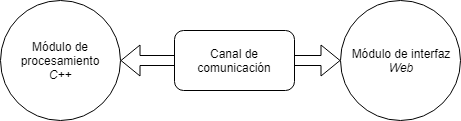 Módulo de
procesamiento
C++
Canal de
comunicación
Módulo de interfaz
Web